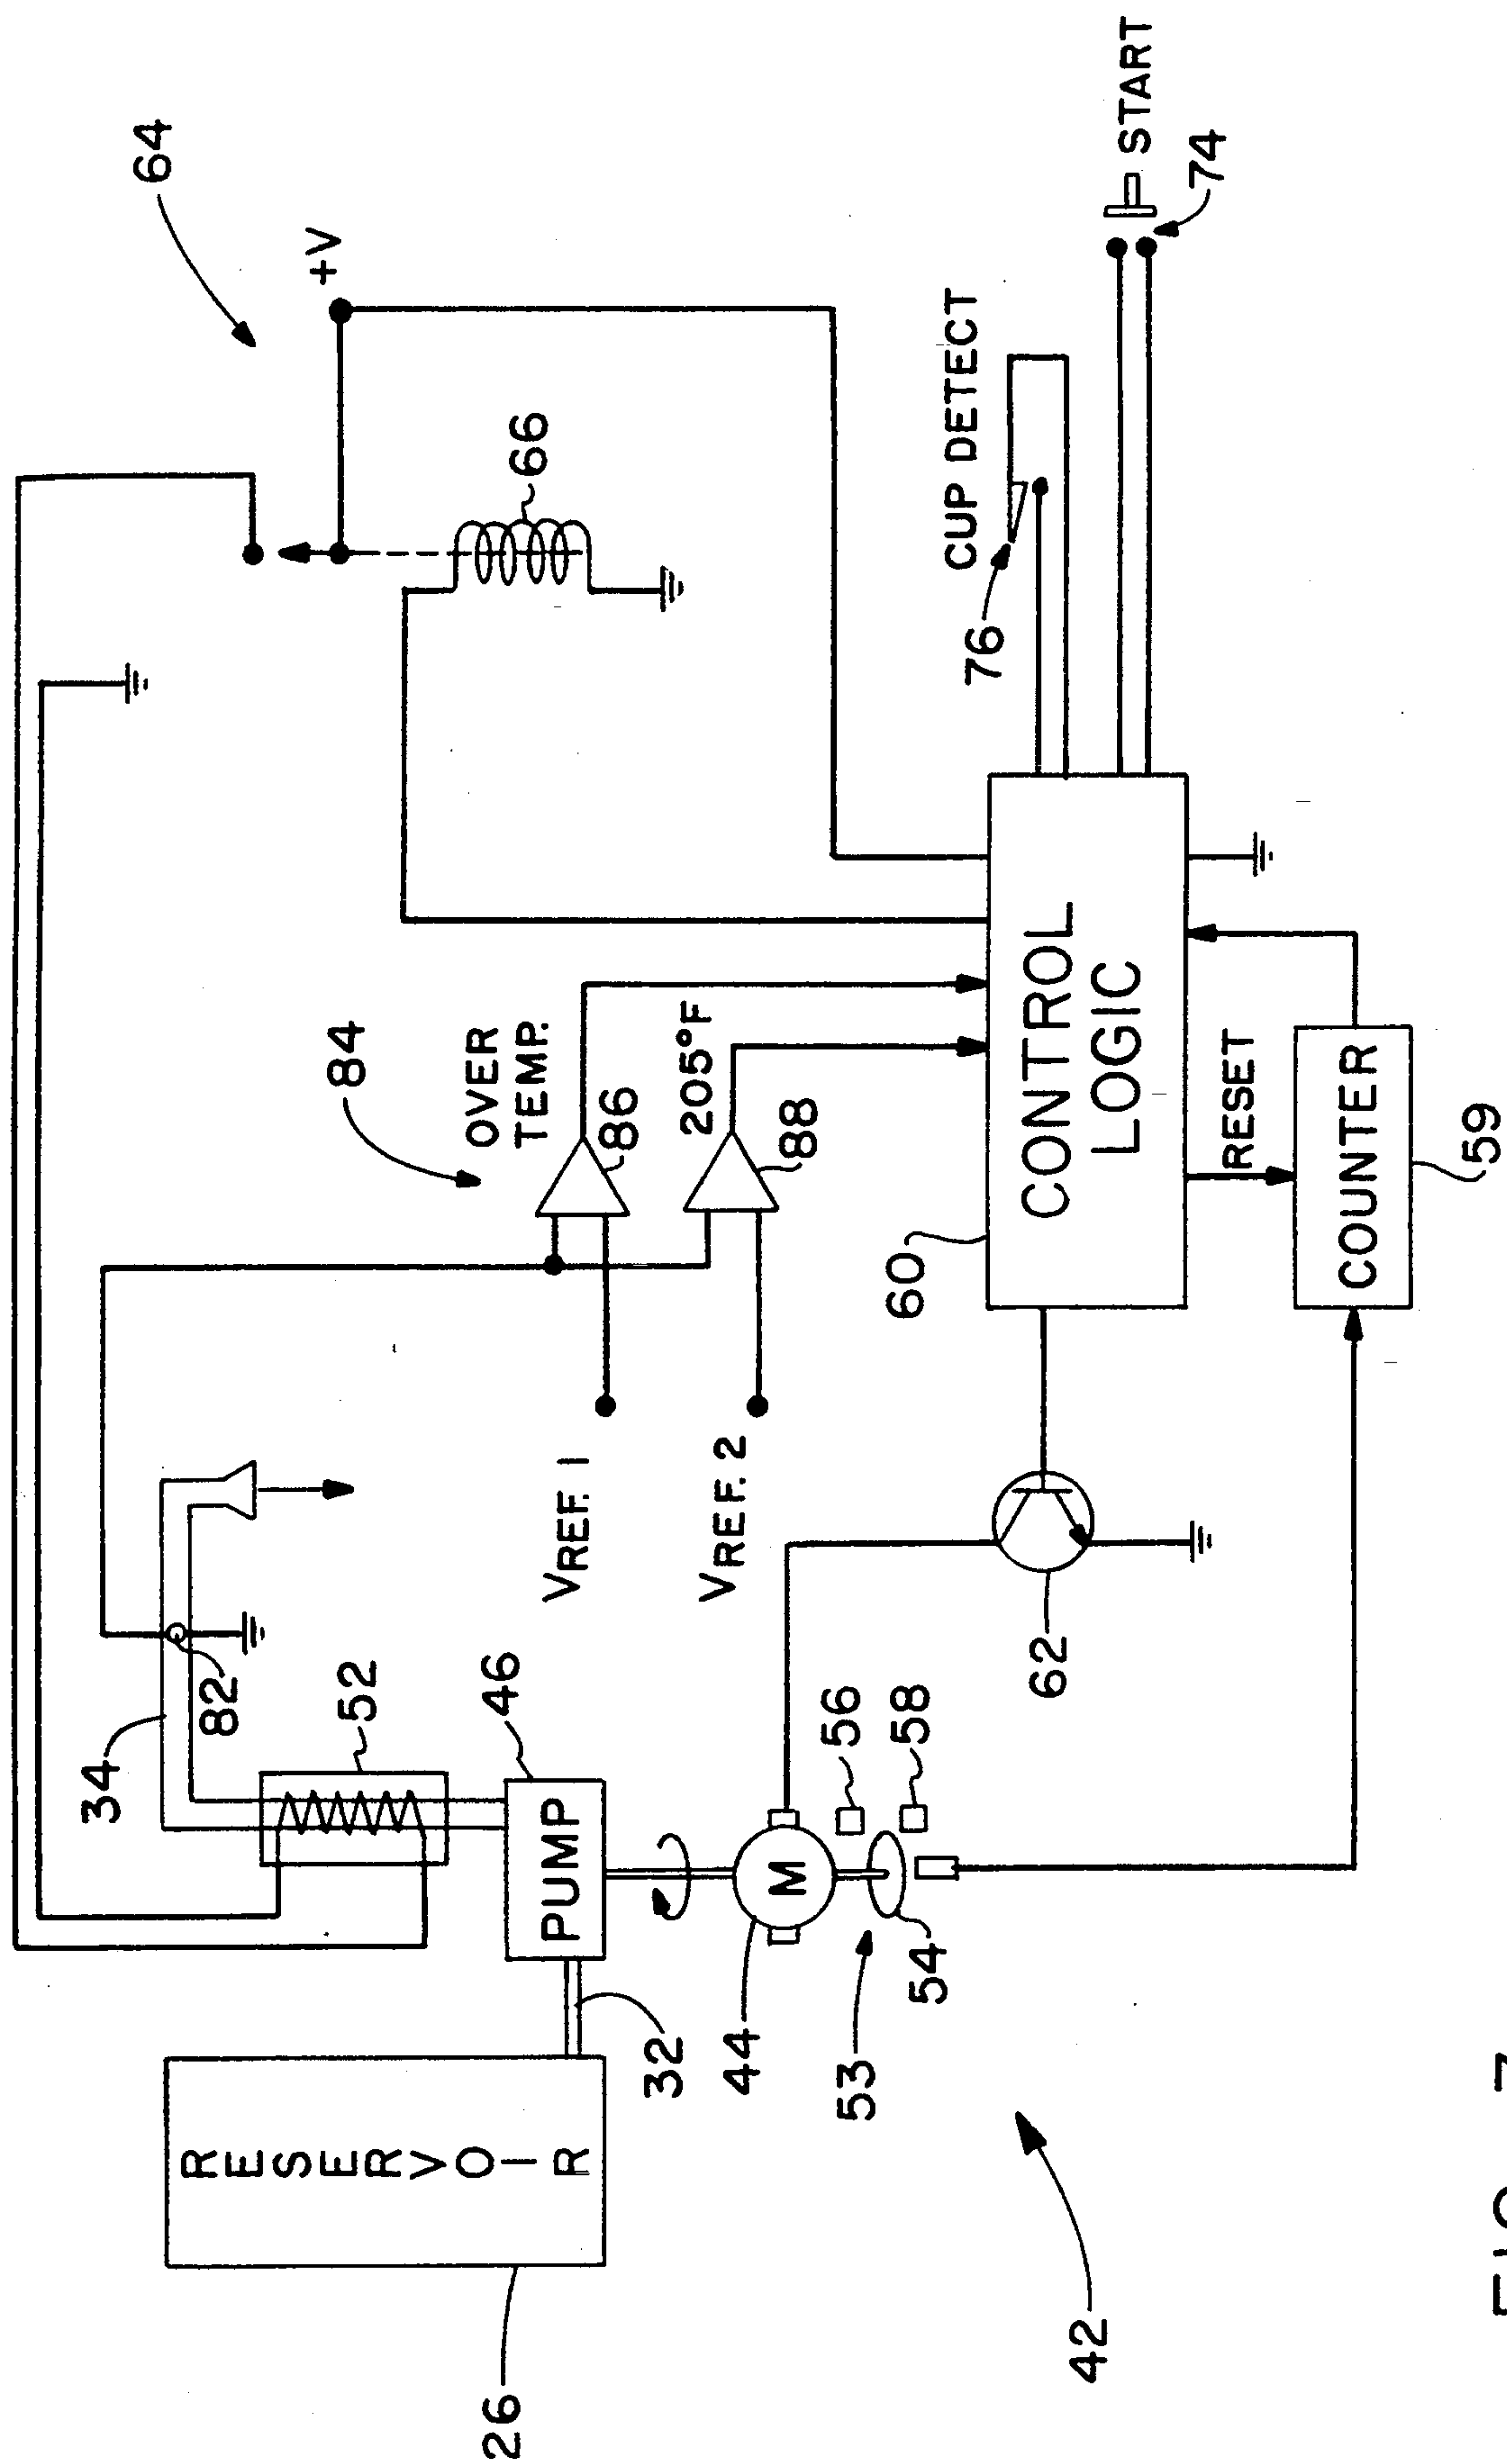 64
+V
66
34
82
52
84
OVER
TEMP.
86
205°F
88
CUP DETECT
76
START
74
RESERVOIR
26
32
PUMP
46
VREF. 1
VREF. 2
60
CONTROL
LOGIC
M
44
56
58
53
54
62
RESET
COUNTER
59
42